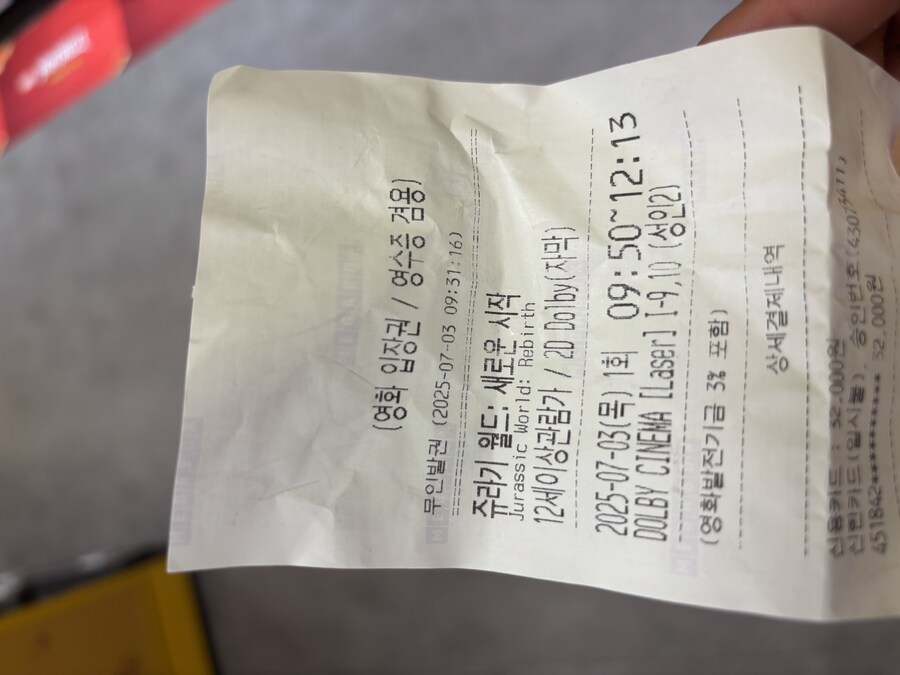 (영화 입장권 / 영수증 겸용)
무인발권 (2025-07-03 09:31:16)
쥬라기 월드: 새로운 시작
Jurassic World: Rebirth
12세이상관람가 / 2D Dolby(자막)
2025-07-03(목) 1회 09:50~12:13
DOLBY CINEMA [Laser] [-9,10 (성인2)
(영화발전기금 3% 포함)
상세결제내역
신용카드 : 32,000원
신한카드(일시불) 승인번호(43073411)
451842********** 32,000원